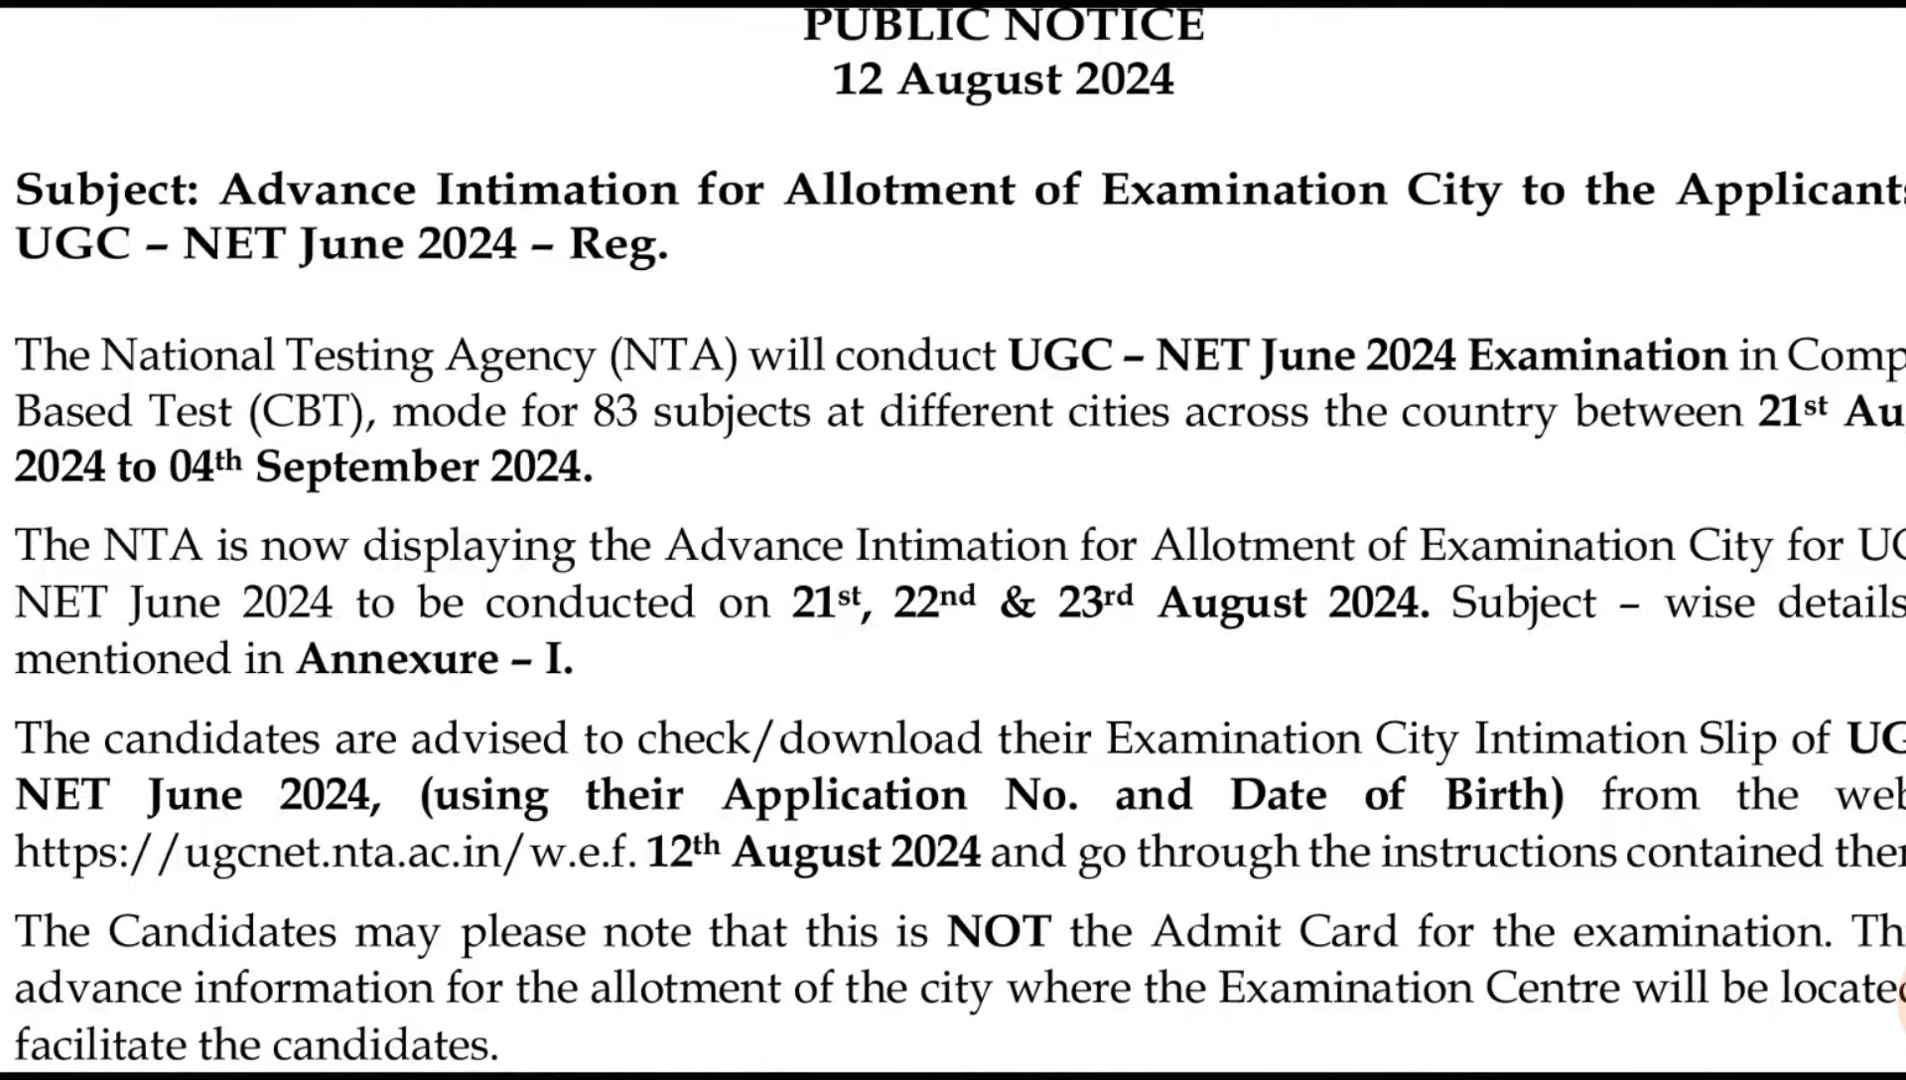 PUBLIC NOTICE
12 August 2024
Subject: Advance Intimation for Allotment of Examination City to the Applicants
UGC – NET June 2024 – Reg.
The National Testing Agency (NTA) will conduct UGC – NET June 2024 Examination in Comp
Based Test (CBT), mode for 83 subjects at different cities across the country between 21st Au
2024 to 04th September 2024.
The NTA is now displaying the Advance Intimation for Allotment of Examination City for UG
NET June 2024 to be conducted on 21st, 22nd & 23rd August 2024. Subject – wise details
mentioned in Annexure – I.
The candidates are advised to check/download their Examination City Intimation Slip of UG
NET June 2024, (using their Application No. and Date of Birth) from the web
https://ugcnet.nta.ac.in/w.e.f. 12th August 2024 and go through the instructions contained ther
The Candidates may please note that this is NOT the Admit Card for the examination. Th
advance information for the allotment of the city where the Examination Centre will be located
facilitate the candidates.